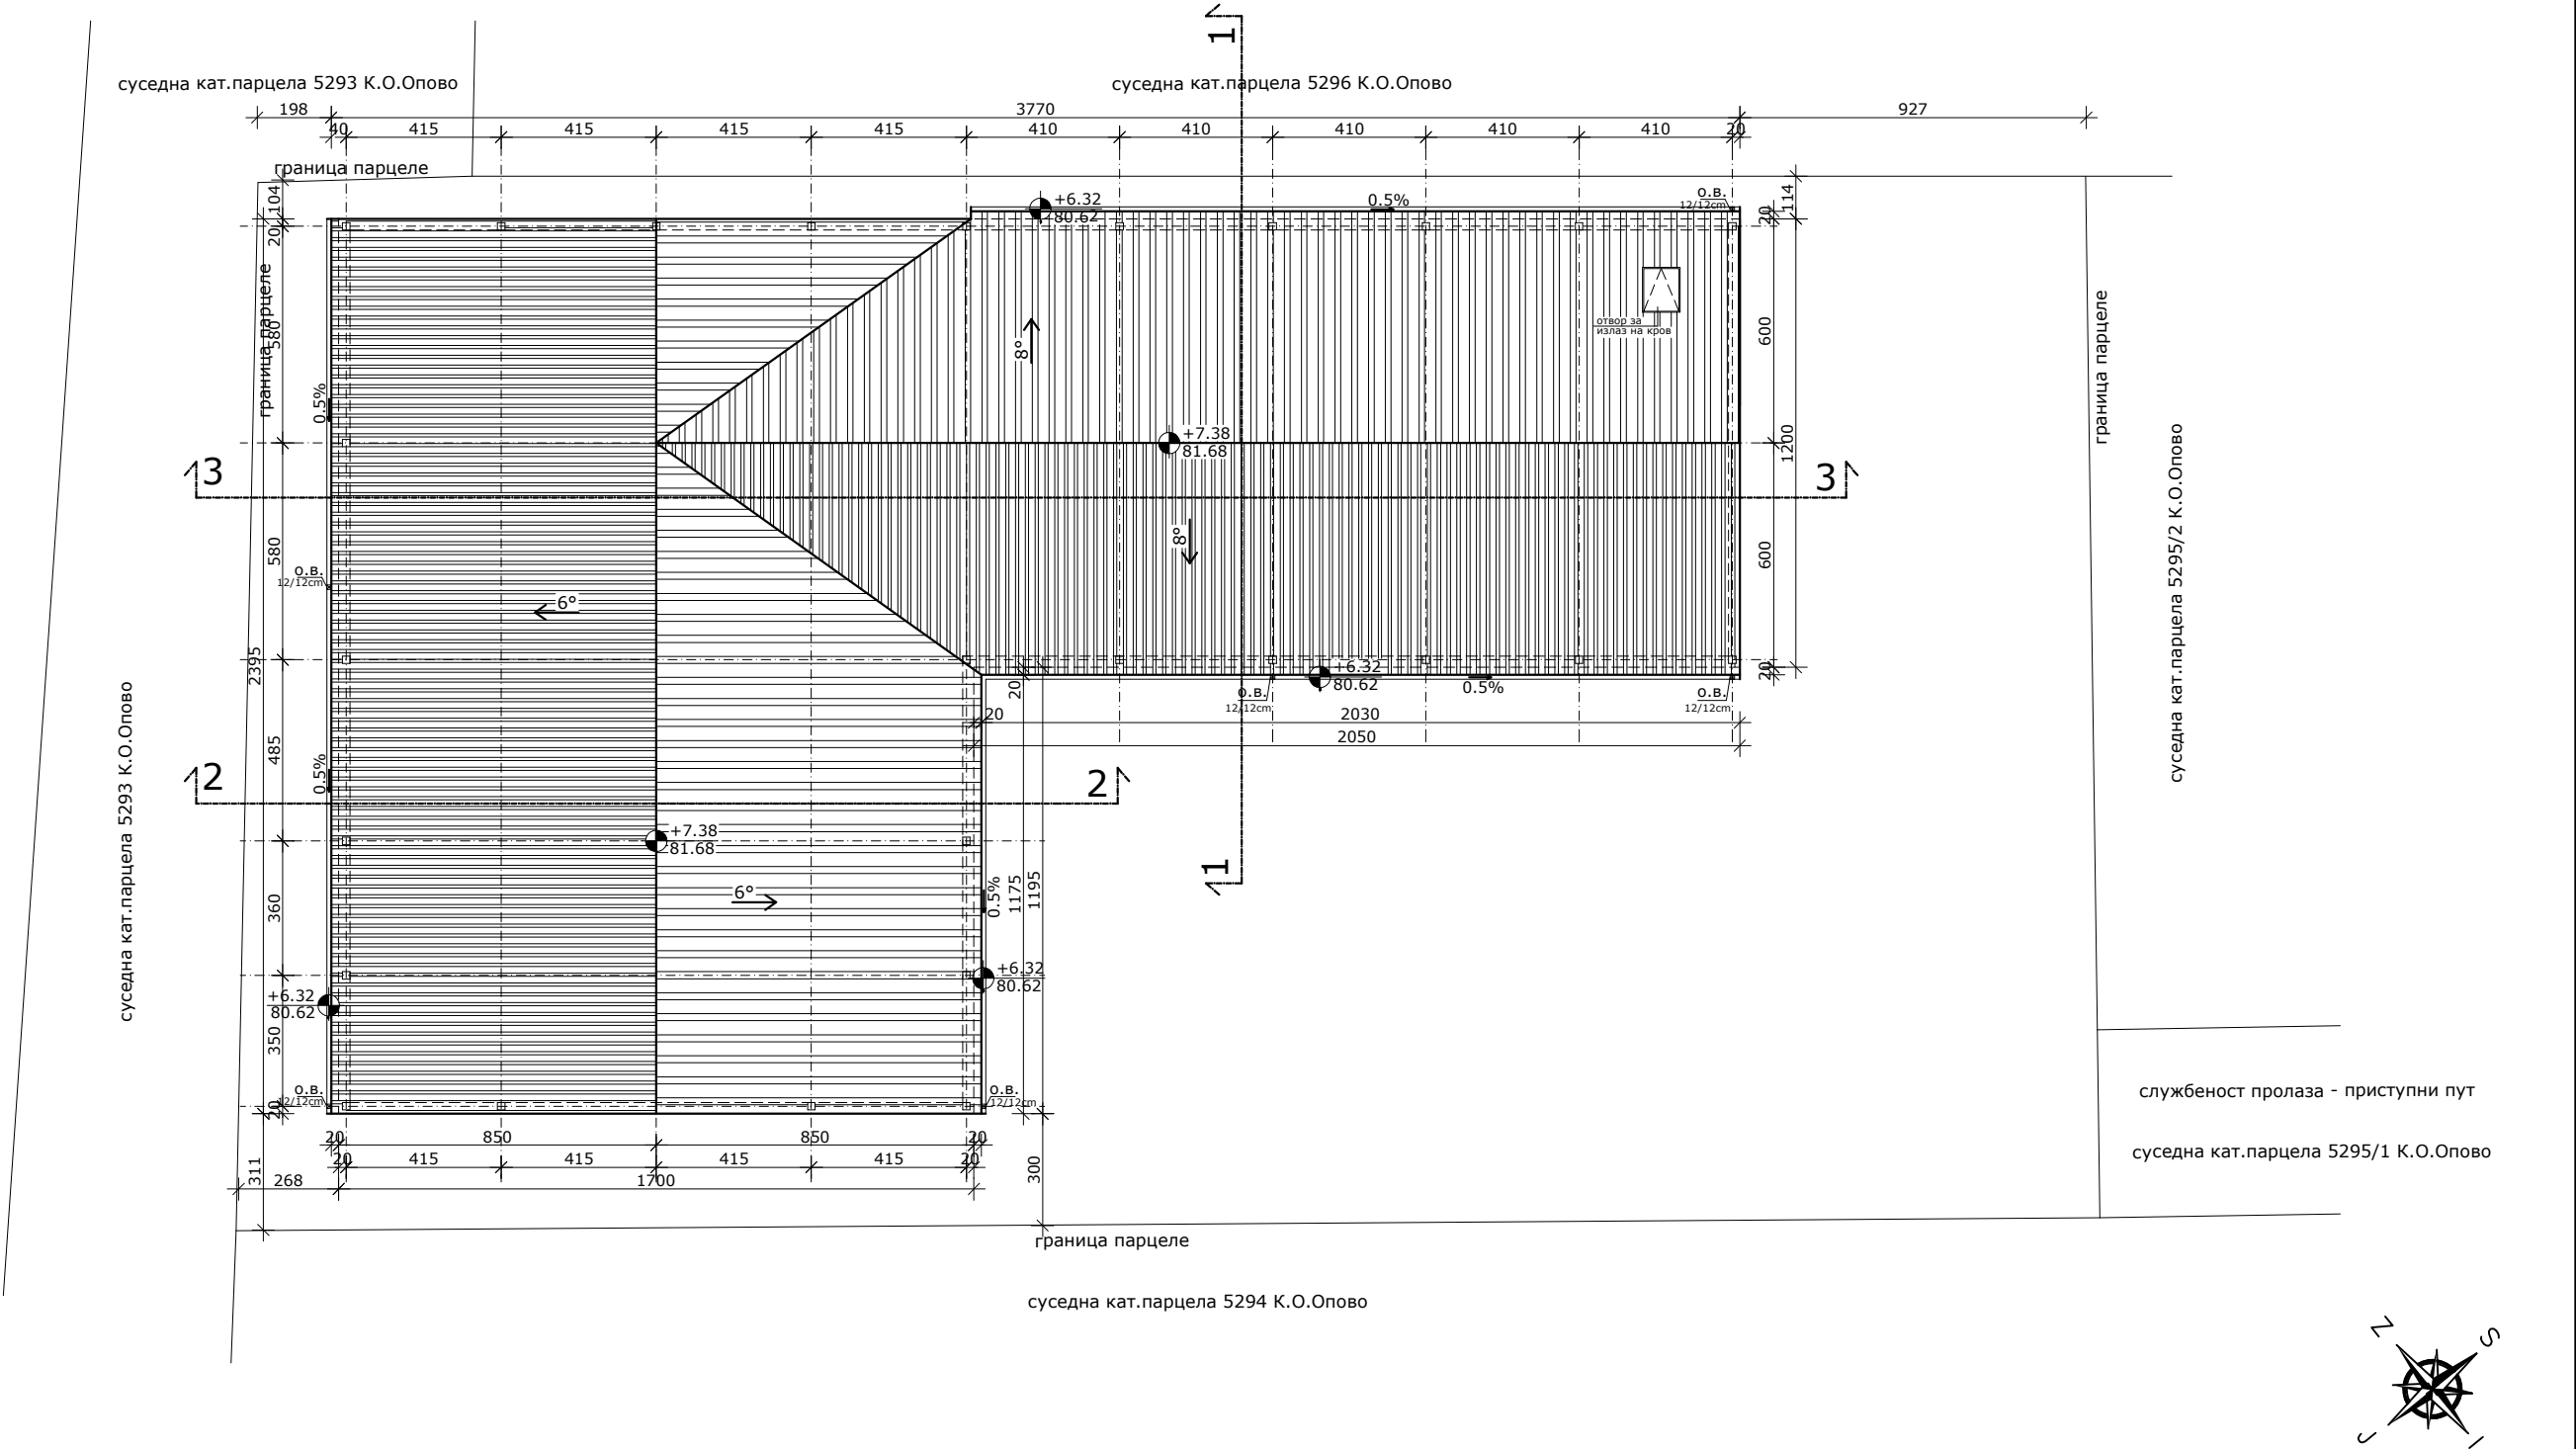 1
суседна кат.парцела 5293 К.О.Опово
суседна кат.парцела 5296 К.О.Опово
198
3770
927
40
415
415
415
415
410
410
410
410
410
20
граница парцеле
104
20
580
граница парцеле
+6.32
80.62
0.5%
о.в.
12/12cm
20
114
отвор за
излаз на кров
600
граница парцеле
8°
0.5%
+7.38
81.68
1200
3
3
суседна кат.парцела 5295/2 К.О.Опово
8°
580
600
о.в.
12/12cm
6°
2395
+6.32
80.62
20
0.5%
20
о.в.
12/12cm
о.в.
12/12cm
20
2030
2050
485
0.5%
2
2
суседна кат.парцела 5293 К.О.Опово
+7.38
81.68
1
6°
0.5%
1175
1195
360
+6.32
80.62
+6.32
80.62
350
о.в.
12/12cm
20
о.в.
12/12cm
службеност пролаза - приступни пут
20
850
850
20
суседна кат.парцела 5295/1 К.О.Опово
20
415
415
415
415
20
311
268
1700
300
граница парцеле
суседна кат.парцела 5294 К.О.Опово
Z
S
J
I